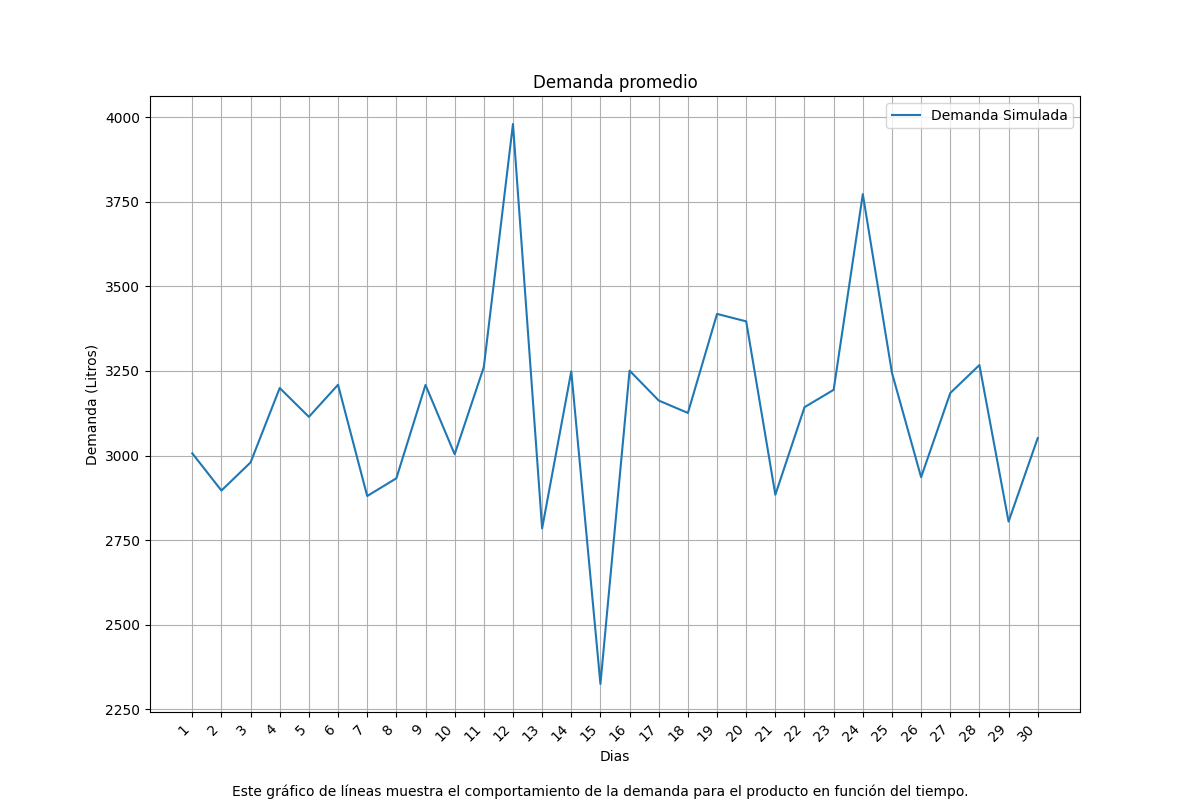 Demanda promedio
Demanda Simulada
4000
3750
3500
3250
3000
2750
2500
2250
Demanda (Litros)
1 2 3 4 5 6 7 8 9 10 11 12 13 14 15 16 17 18 19 20 21 22 23 24 25 26 27 28 29 30
Dias
Este gráfico de líneas muestra el comportamiento de la demanda para el producto en función del tiempo.